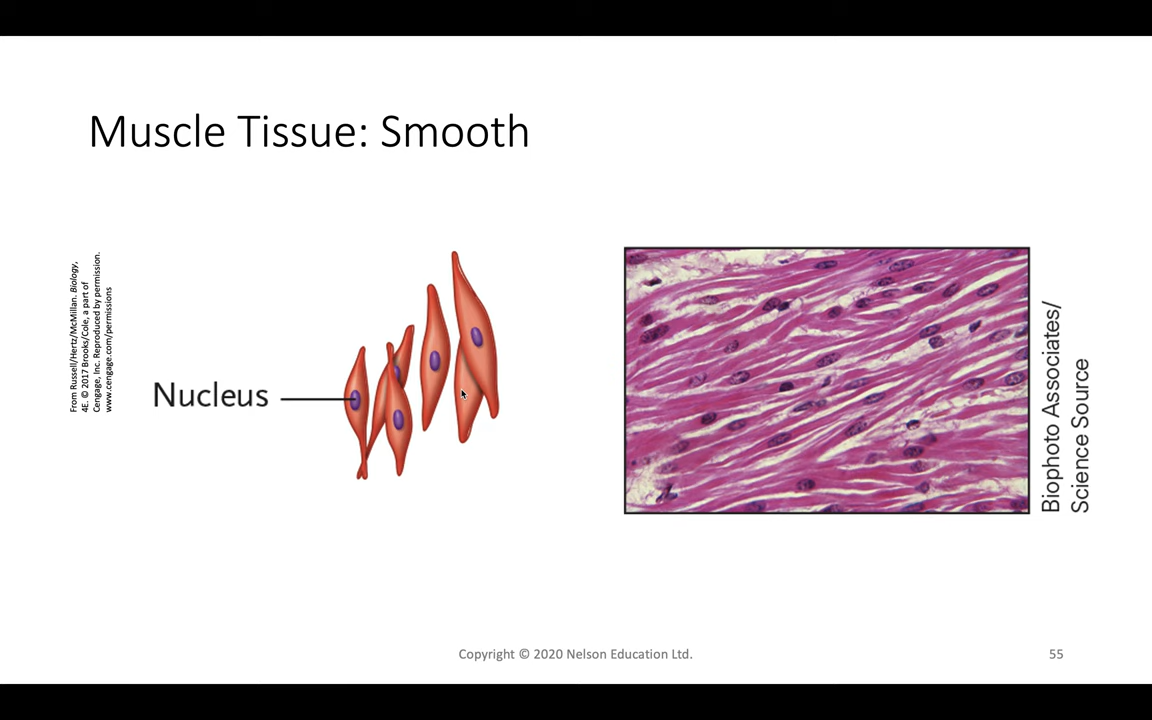 Muscle Tissue: Smooth
From Russell/Hertz/McMillan. Biology,
4E. © 2017 Brooks/Cole, a part of
Cengage, Inc. Reproduced by permission.
www.cengage.com/permissions
Nucleus
Biophoto Associates/
Science Source
Copyright © 2020 Nelson Education Ltd.
55